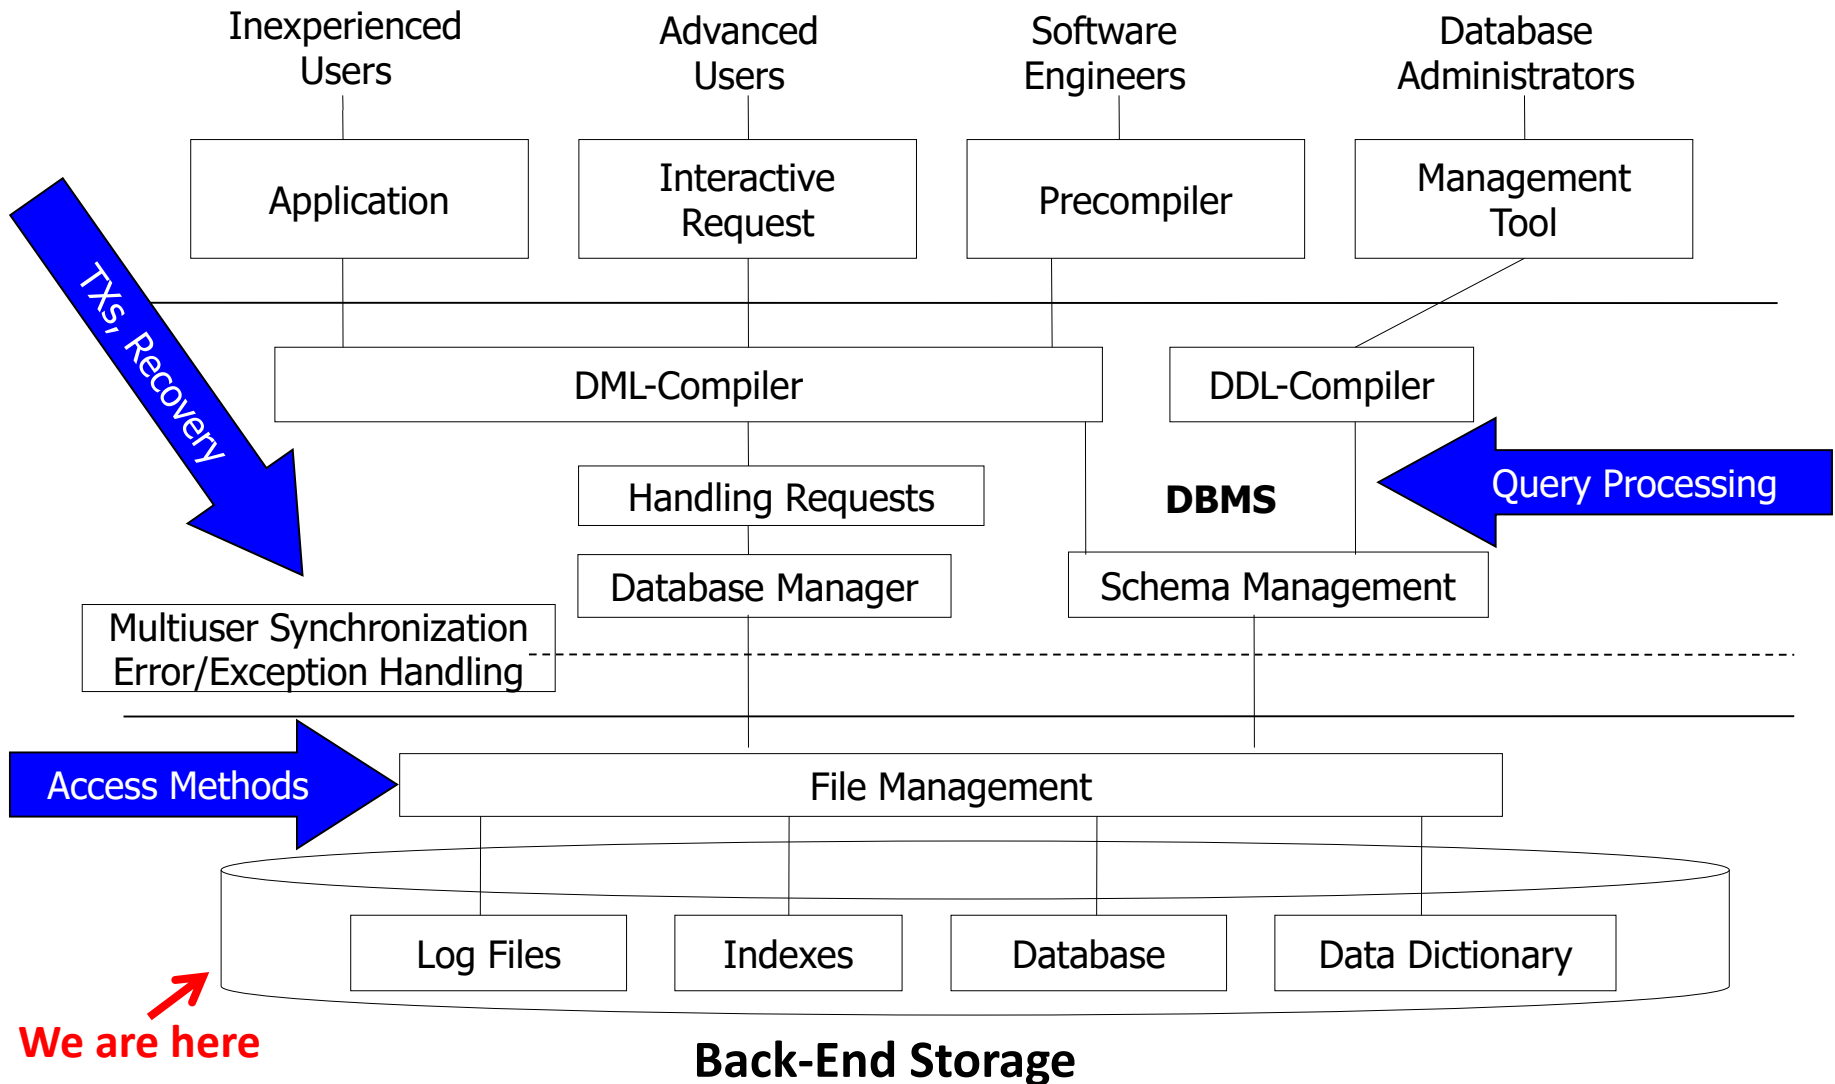 Inexperienced
Users
Advanced
Users
Software
Engineers
Database
Administrators
Application
Interactive
Request
Precompiler
Management
Tool
TXs, Recovery
DML-Compiler
DDL-Compiler
Handling Requests
DBMS
Query Processing
Database Manager
Schema Management
Multiuser Synchronization
Error/Exception Handling
Access Methods
File Management
Log Files
Indexes
Database
Data Dictionary
We are here
Back-End Storage